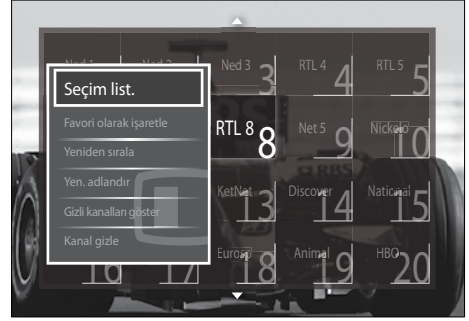 Ned 3 3 RTL 4 4 RTL 5 5
Seçim list.
Favori olarak işaretle
Yeniden sırala
Yen. adlandır
Gizli kanalları göster
Kanal gizle
RTL 8 8 Net 5 9 10
KetNet 13 Discover 14 National 15
16 17 18 Animal 19 HBO 20
RBS